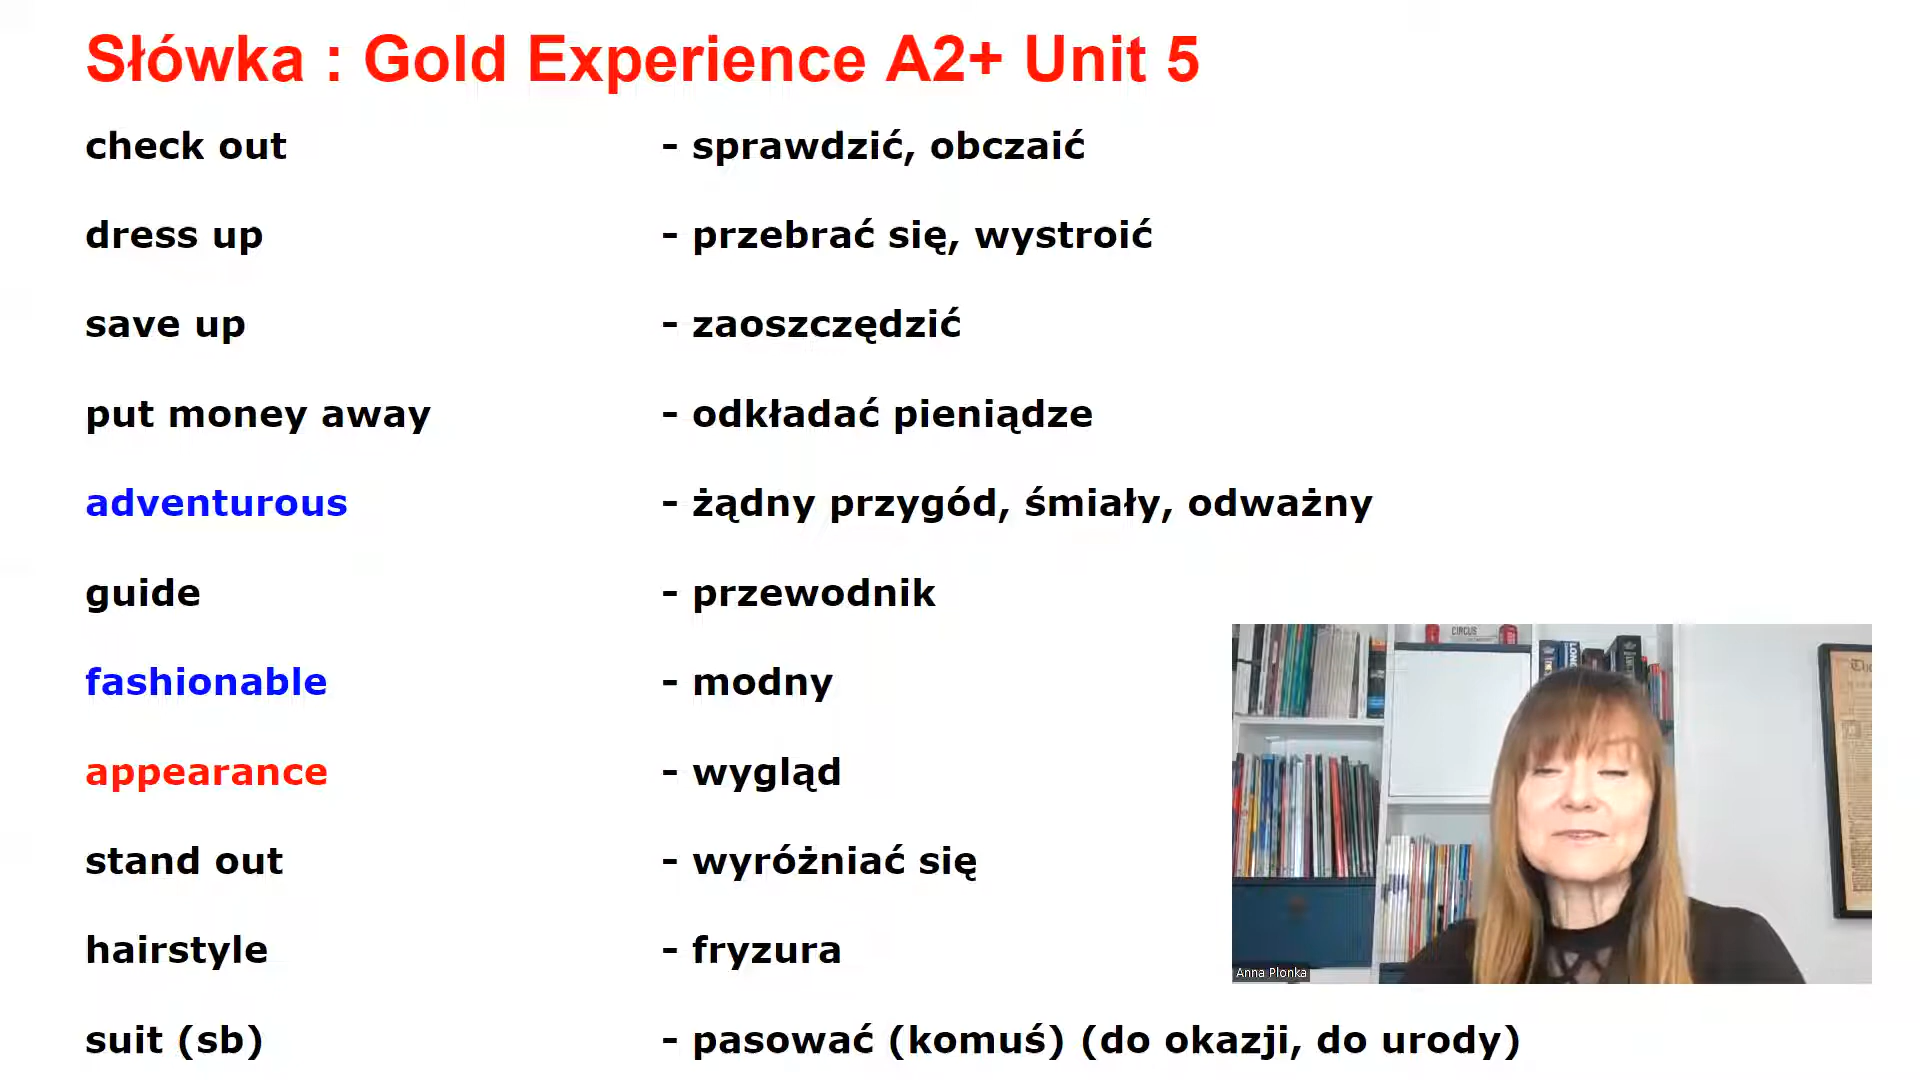 Słówka : Gold Experience A2+ Unit 5
check out - sprawdzić, obczaić
dress up - przebrać się, wystroić
save up - zaoszczędzić
put money away - odkładać pieniądze
adventurous - żądny przygód, śmiały, odważny
guide - przewodnik
fashionable - modny
appearance - wygląd
stand out - wyróżniać się
hairstyle - fryzura
suit (sb) - pasować (komuś) (do okazji, do urody)
CIRCUS
Anna Plonka